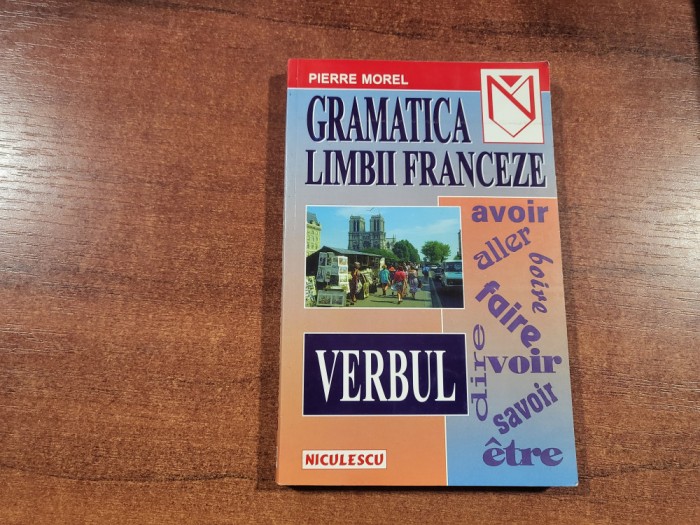 PIERRE MOREL
GRAMATICA
LIMBII FRANCEZE
avoir
aller
boire
faire
dire
voir
savoir
être
VERBUL
NICULESCU